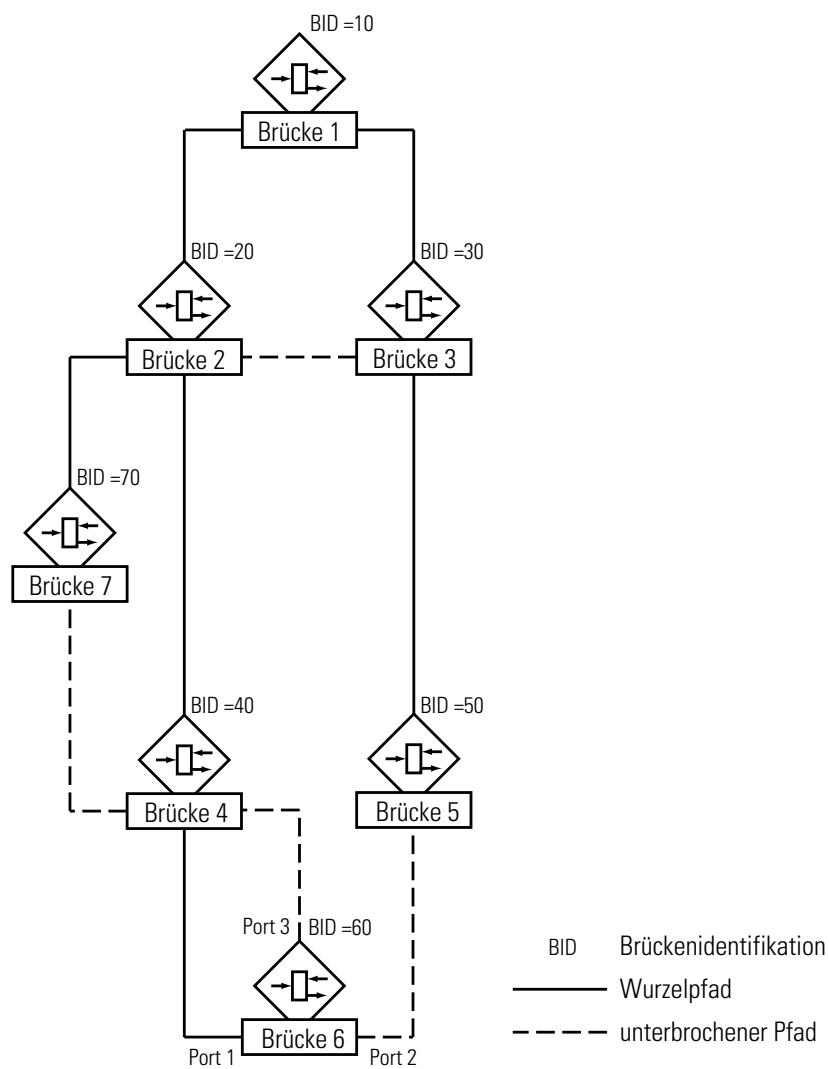 BID =10
Brücke 1
BID =20
BID =30
Brücke 2
Brücke 3
BID =70
Brücke 7
BID =40
BID =50
Brücke 4
Brücke 5
Port 3
BID =60
Brücke 6
Port 1
Port 2
BID Brückenidentifikation
Wurzelpfad
unterbrochener Pfad